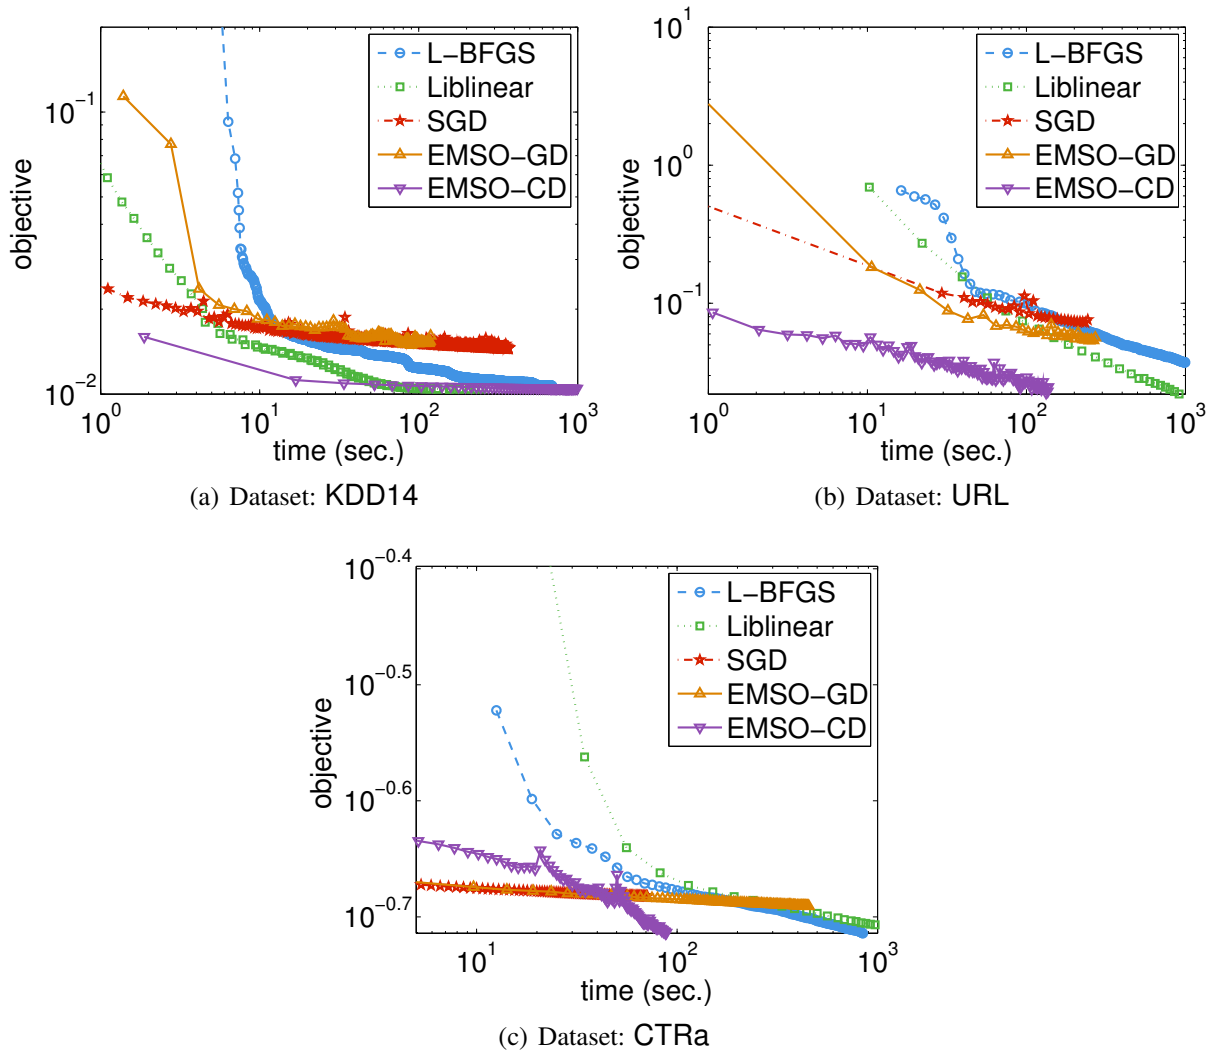 L−BFGS
Liblinear
SGD
EMSO−GD
EMSO−CD
objective
10^−1
10^−2
10^0 10^1 10^2 10^3
time (sec.)
(a) Dataset: KDD14
L−BFGS
Liblinear
SGD
EMSO−GD
EMSO−CD
objective
10^1
10^0
10^−1
10^0 10^1 10^2 10^3
time (sec.)
(b) Dataset: URL
L−BFGS
Liblinear
SGD
EMSO−GD
EMSO−CD
objective
10^−0.4
10^−0.5
10^−0.6
10^−0.7
10^1 10^2 10^3
time (sec.)
(c) Dataset: CTRa